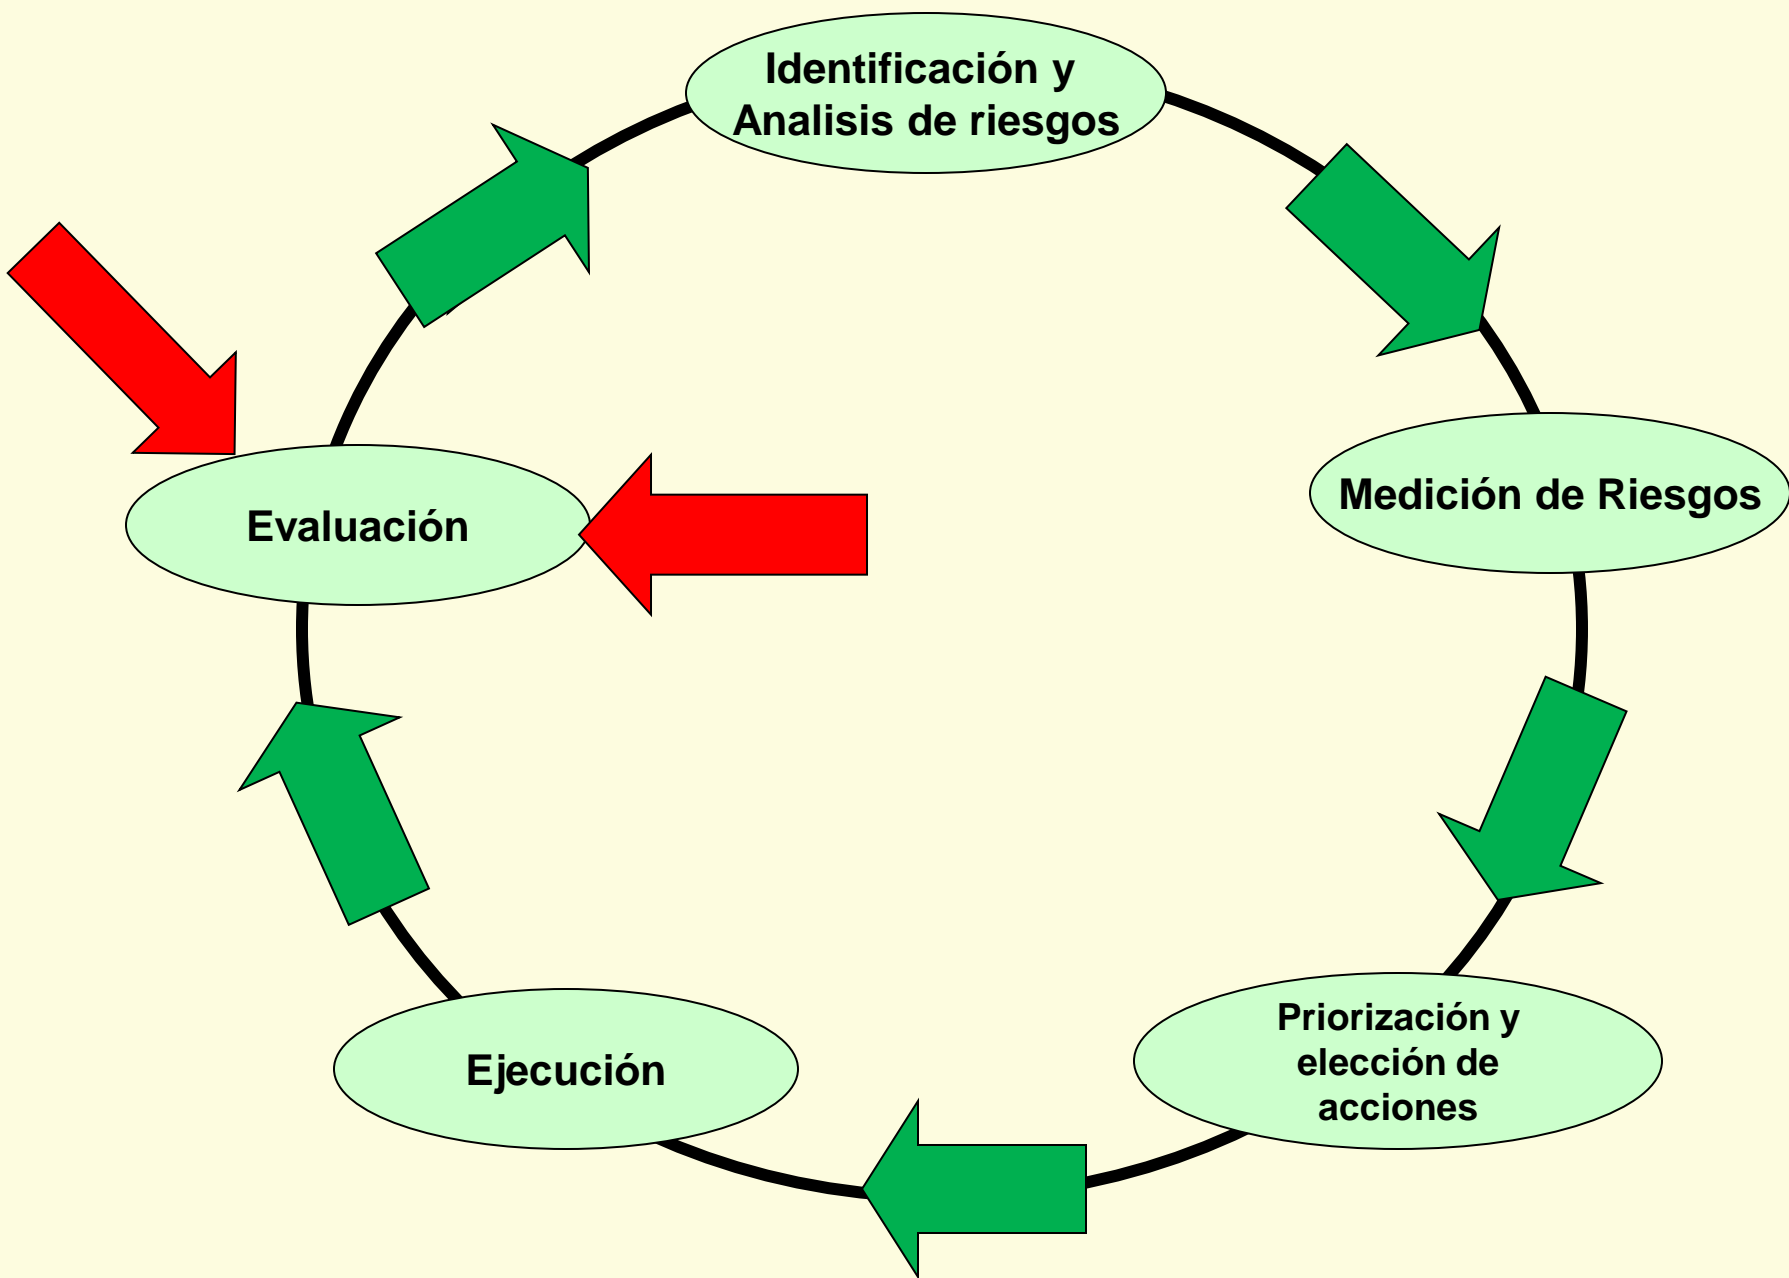 Identificación y
Analisis de riesgos
Medición de Riesgos
Priorización y
elección de
acciones
Ejecución
Evaluación